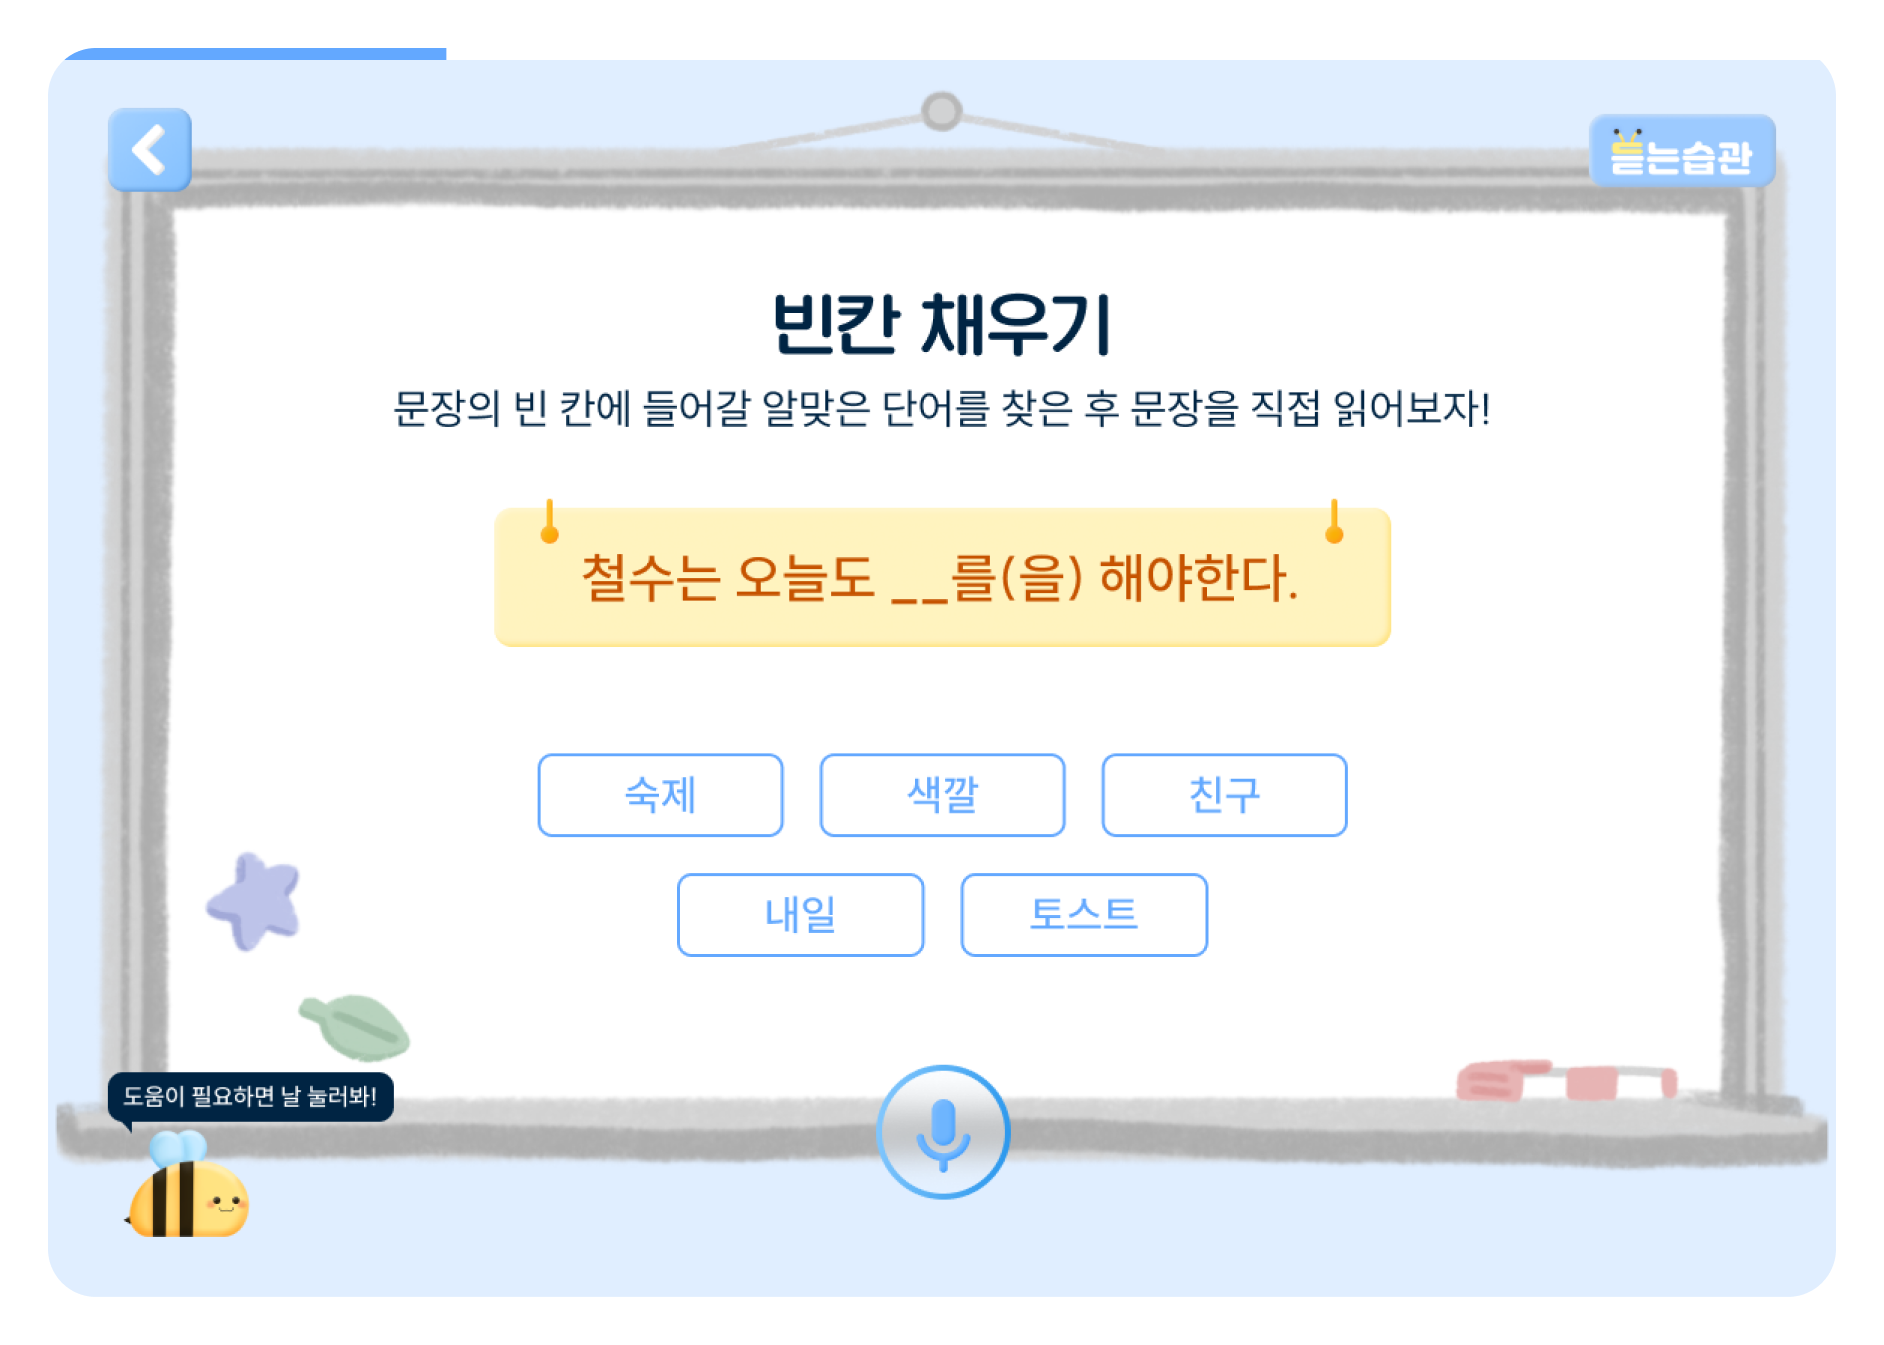 듣는습관
빈칸 채우기
문장의 빈 칸에 들어갈 알맞은 단어를 찾은 후 문장을 직접 읽어보자!
철수는 오늘도 __를(을) 해야한다.
숙제 색깔 친구
내일 토스트
도움이 필요하면 날 눌러봐!